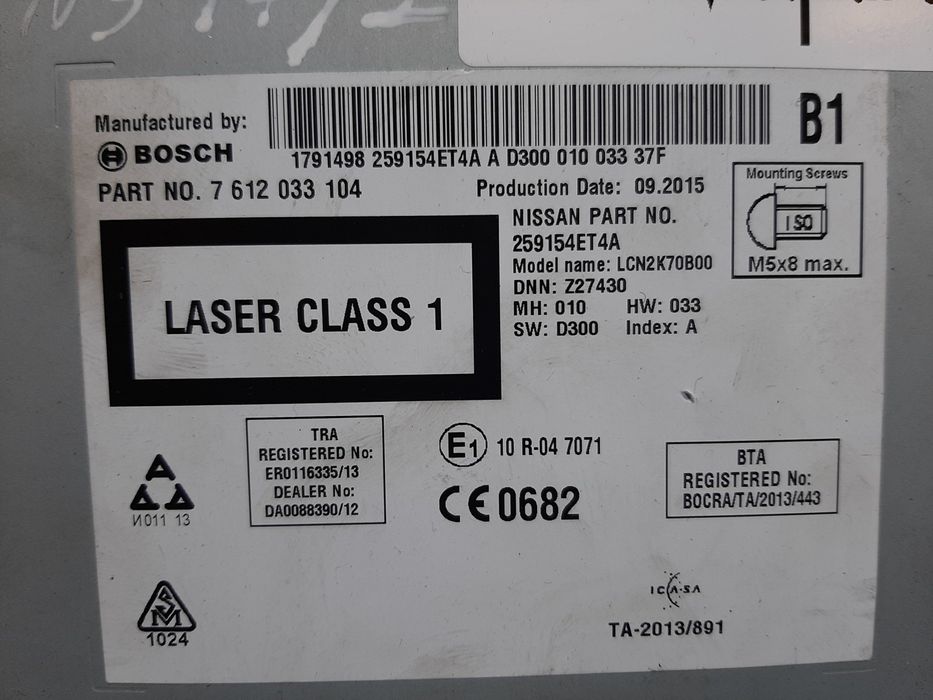 Manufactured by:
BOSCH
B1
1791498 259154ET4A A D300 010 033 37F
PART NO. 7 612 033 104
Production Date: 09.2015
Mounting Screws
ISO
M5x8 max.
NISSAN PART NO.
259154ET4A
Model name: LCN2K70B00
DNN: Z27430
MH: 010 HW: 033
SW: D300 Index: A
LASER CLASS 1
TRA
REGISTERED No:
ER0116335/13
DEALER No:
DA0088390/12
E1 10 R-04 7071
CE 0682
BTA
REGISTERED No:
BOCRA/TA/2013/443
И011 13
SM
1024
ICASA
TA-2013/891